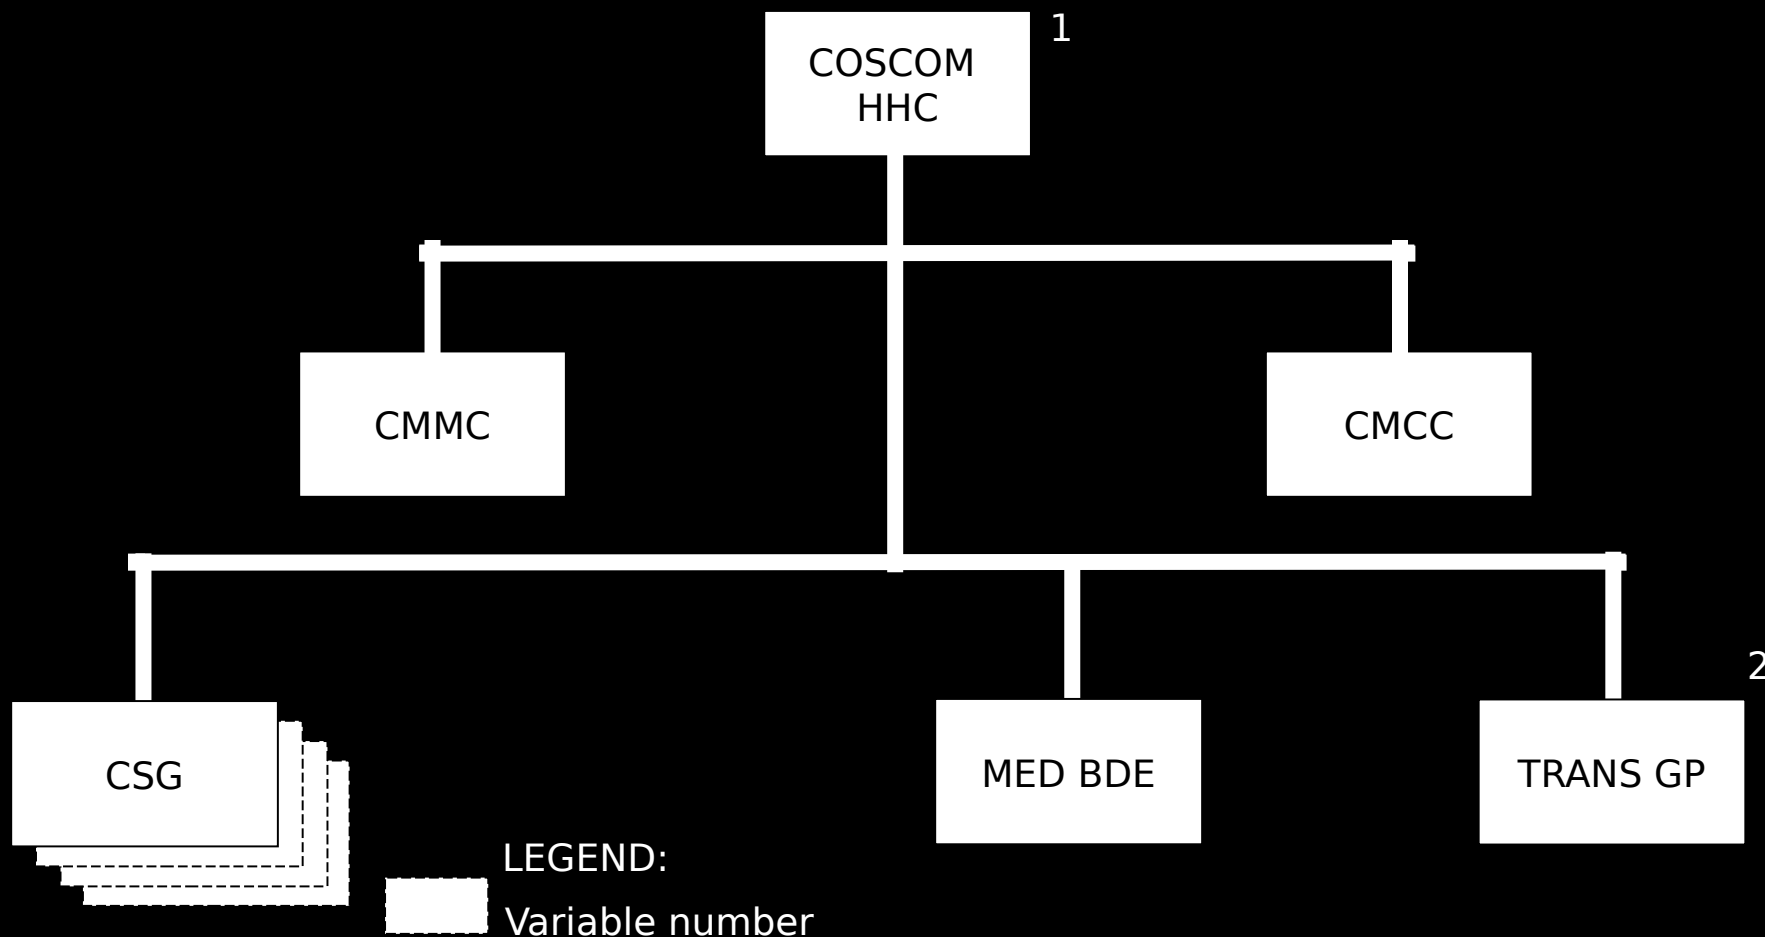 COSCOM
HHC
1
CMMC
CMCC
2
CSG
MED BDE
TRANS GP
LEGEND:
Variable number